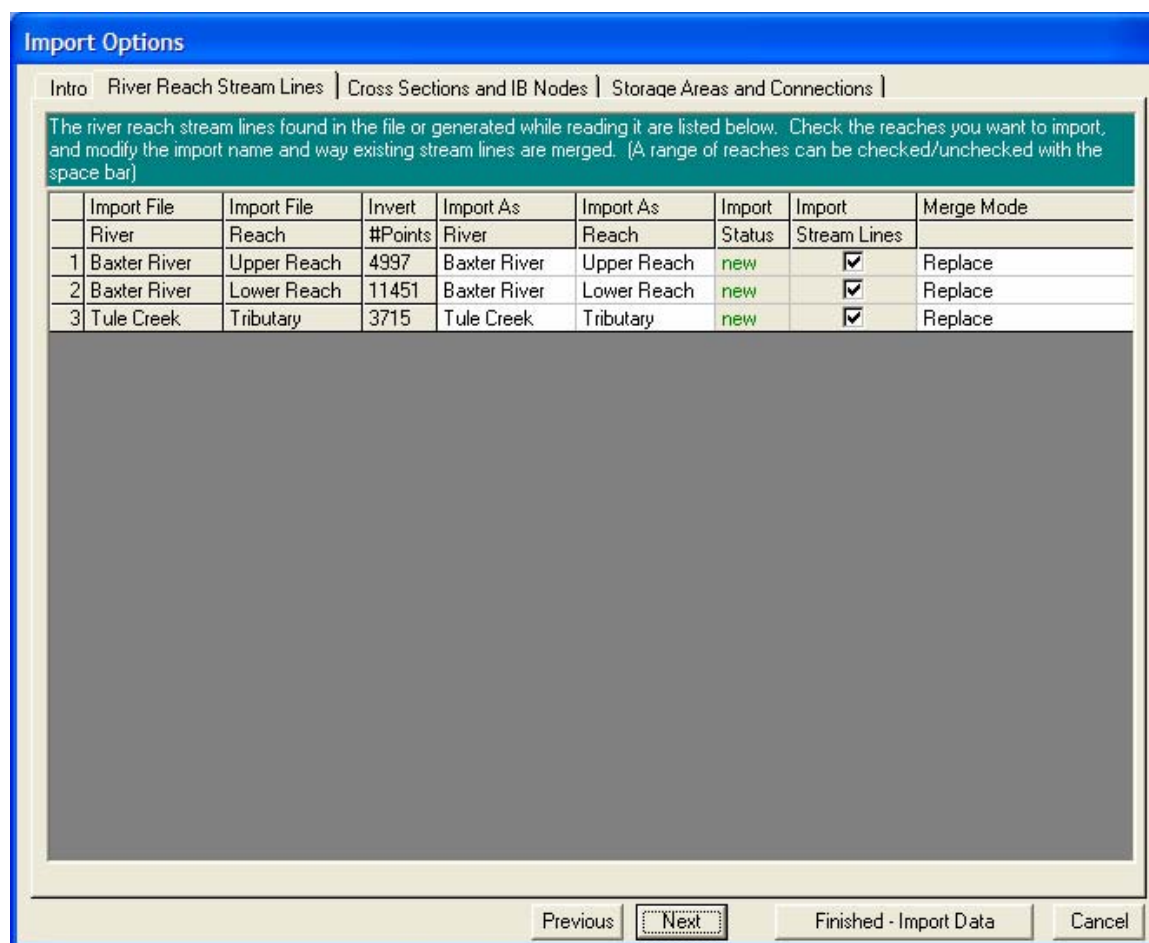 Import Options
Intro River Reach Stream Lines Cross Sections and IB Nodes Storage Areas and Connections
The river reach stream lines found in the file or generated while reading it are listed below. Check the reaches you want to import,
and modify the import name and way existing stream lines are merged. (A range of reaches can be checked/unchecked with the
space bar)
Import File Import File Invert Import As Import As Import Import Merge Mode
River Reach #Points River Reach Status Stream Lines
1 Baxter River Upper Reach 4997 Baxter River Upper Reach new Replace
2 Baxter River Lower Reach 11451 Baxter River Lower Reach new Replace
3 Tule Creek Tributary 3715 Tule Creek Tributary new Replace
Previous Next Finished - Import Data Cancel